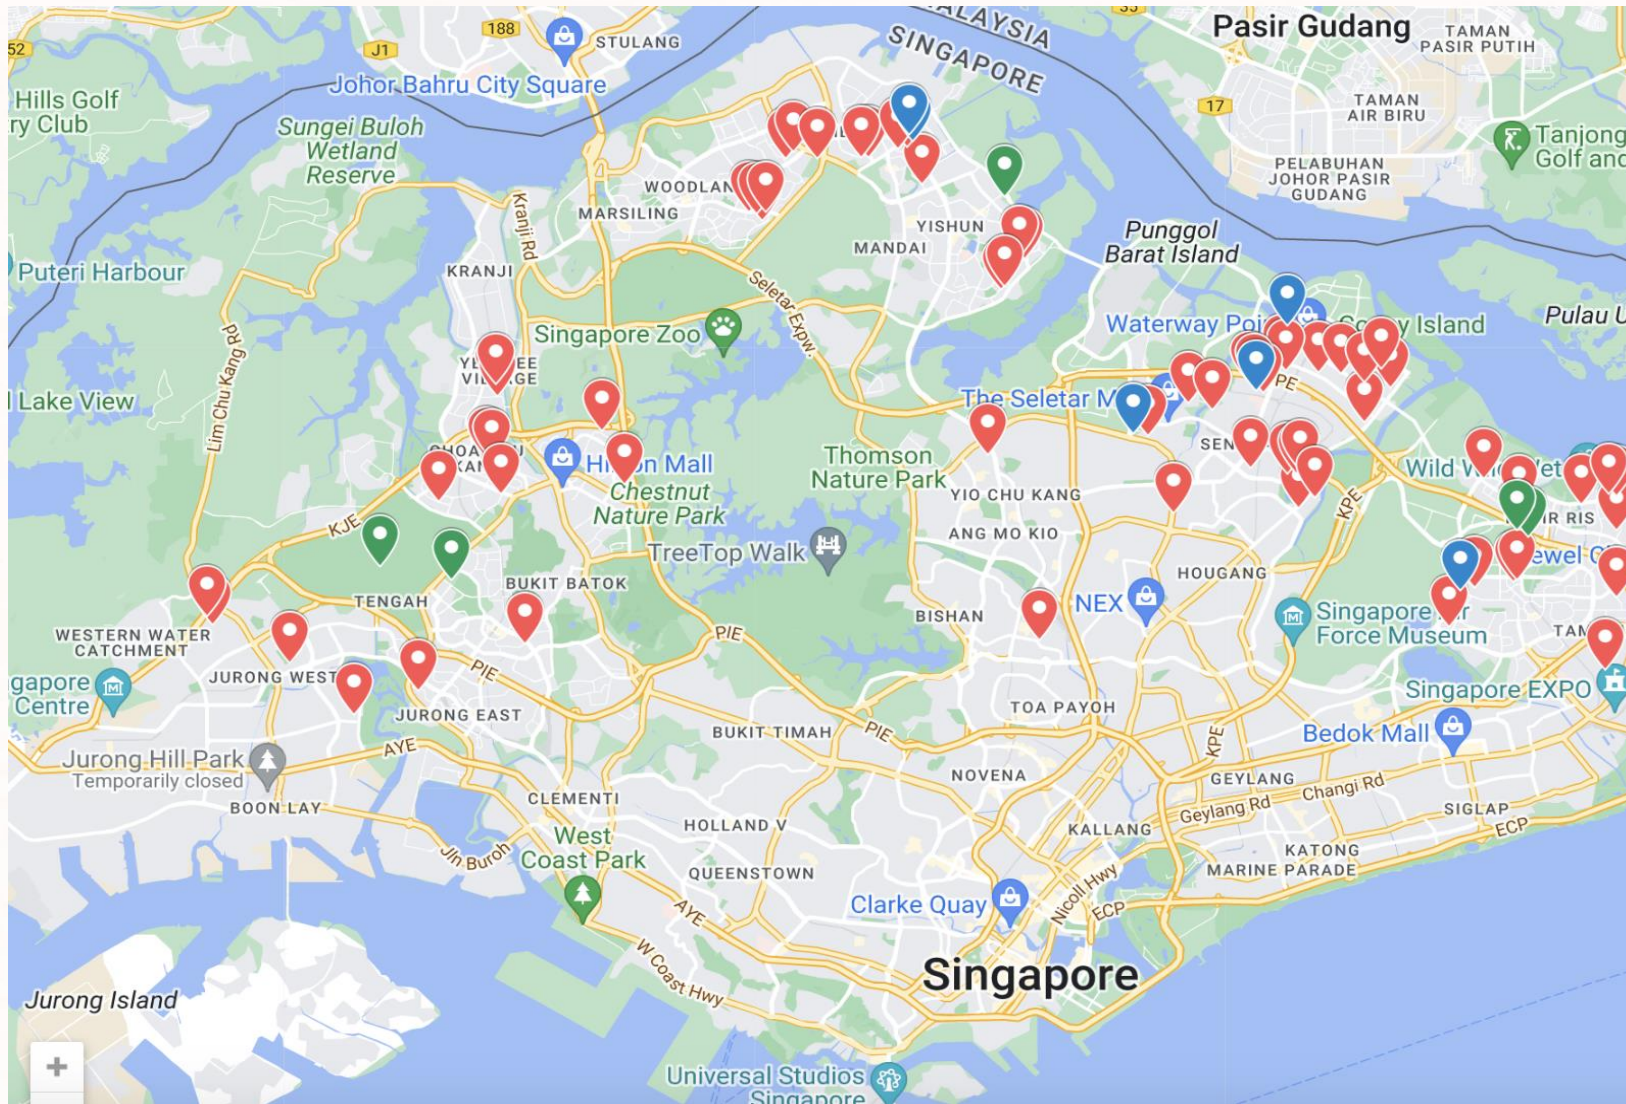 52
J1
188
STULANG
Johor Bahru City Square
MALAYSIA
SINGAPORE
35
Pasir Gudang
TAMAN
PASIR PUTIH
17
TAMAN
AIR BIRU
Hills Golf
ry Club
Sungei Buloh
Wetland
Reserve
PELABUHAN
JOHOR PASIR
GUDANG
Tanjong
Golf and
WOODLAN
MARSILING
Kranji Rd
YISHUN
MANDAI
Punggol
Barat Island
Puteri Harbour
KRANJI
Seletar Expw.
Singapore Zoo
Waterway Poi
Island
Pulau U
Lim Chu Kang Rd
Lake View
The Seletar M
PE
SEN
Thomson
Nature Park
Mall
Chestnut
Nature Park
KJE
YIO CHU KANG
ANG MO KIO
KPE
Wild
et
RIS
TreeTop Walk
HOUGANG
ewel C
BUKIT BATOK
TENGAH
BISHAN
NEX
Singapore
Force Museum
WESTERN WATER
CATCHMENT
TAM
PIE
JURONG WEST
PIE
gapore
Centre
Singapore EXPO
JURONG EAST
TOA PAYOH
BUKIT TIMAH
PIE
KPE
Bedok Mall
AYE
Jurong Hill Park
Temporarily closed
NOVENA
GEYLANG
Changi Rd
Geylang Rd
BOON LAY
CLEMENTI
SIGLAP
HOLLAND V
KALLANG
ECP
West
Coast Park
Jln Buroh
KATONG
QUEENSTOWN
MARINE PARADE
Nicoll Hwy
Clarke Quay
ECP
AYE
W Coast Hwy
Singapore
Jurong Island
+
Universal Studios
Singapore